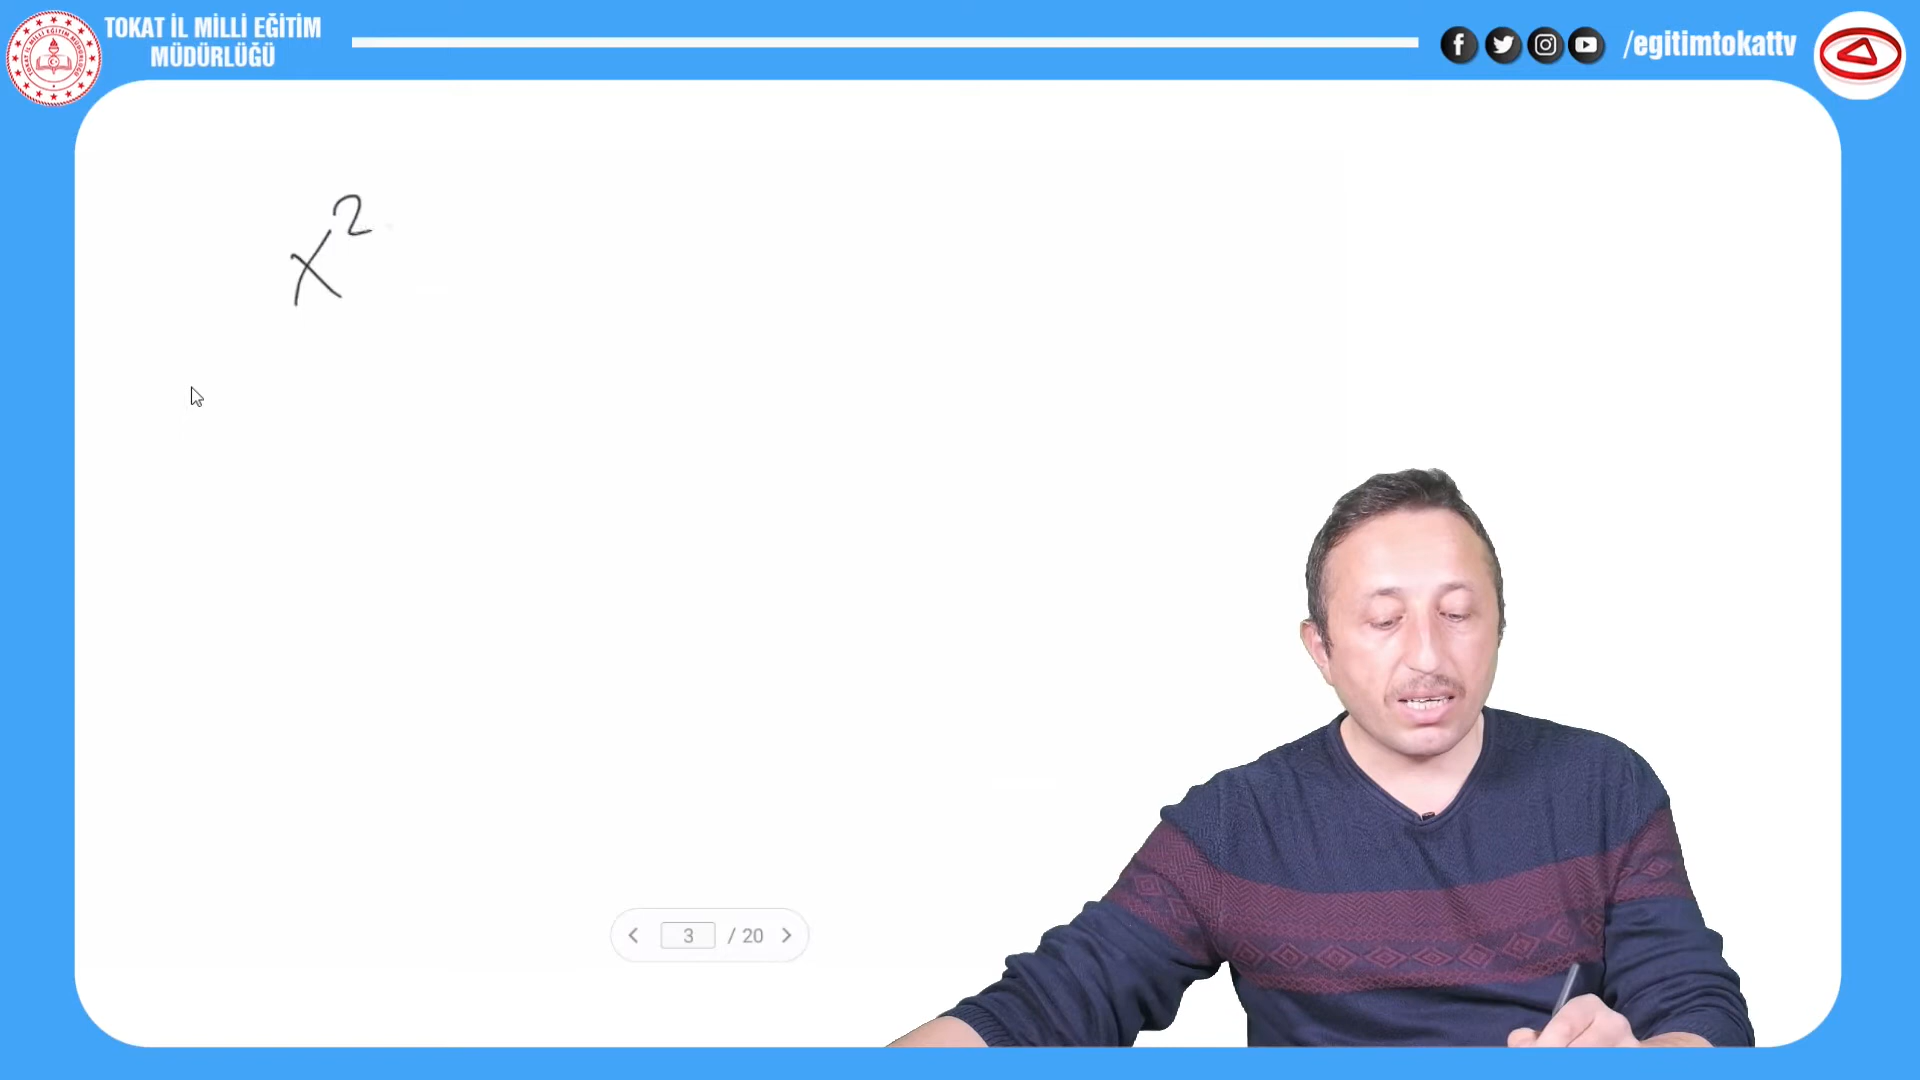 TOKAT İL MİLLİ EĞİTİM
MÜDÜRLÜĞÜ
/egitimtokattv
x²
3 / 20